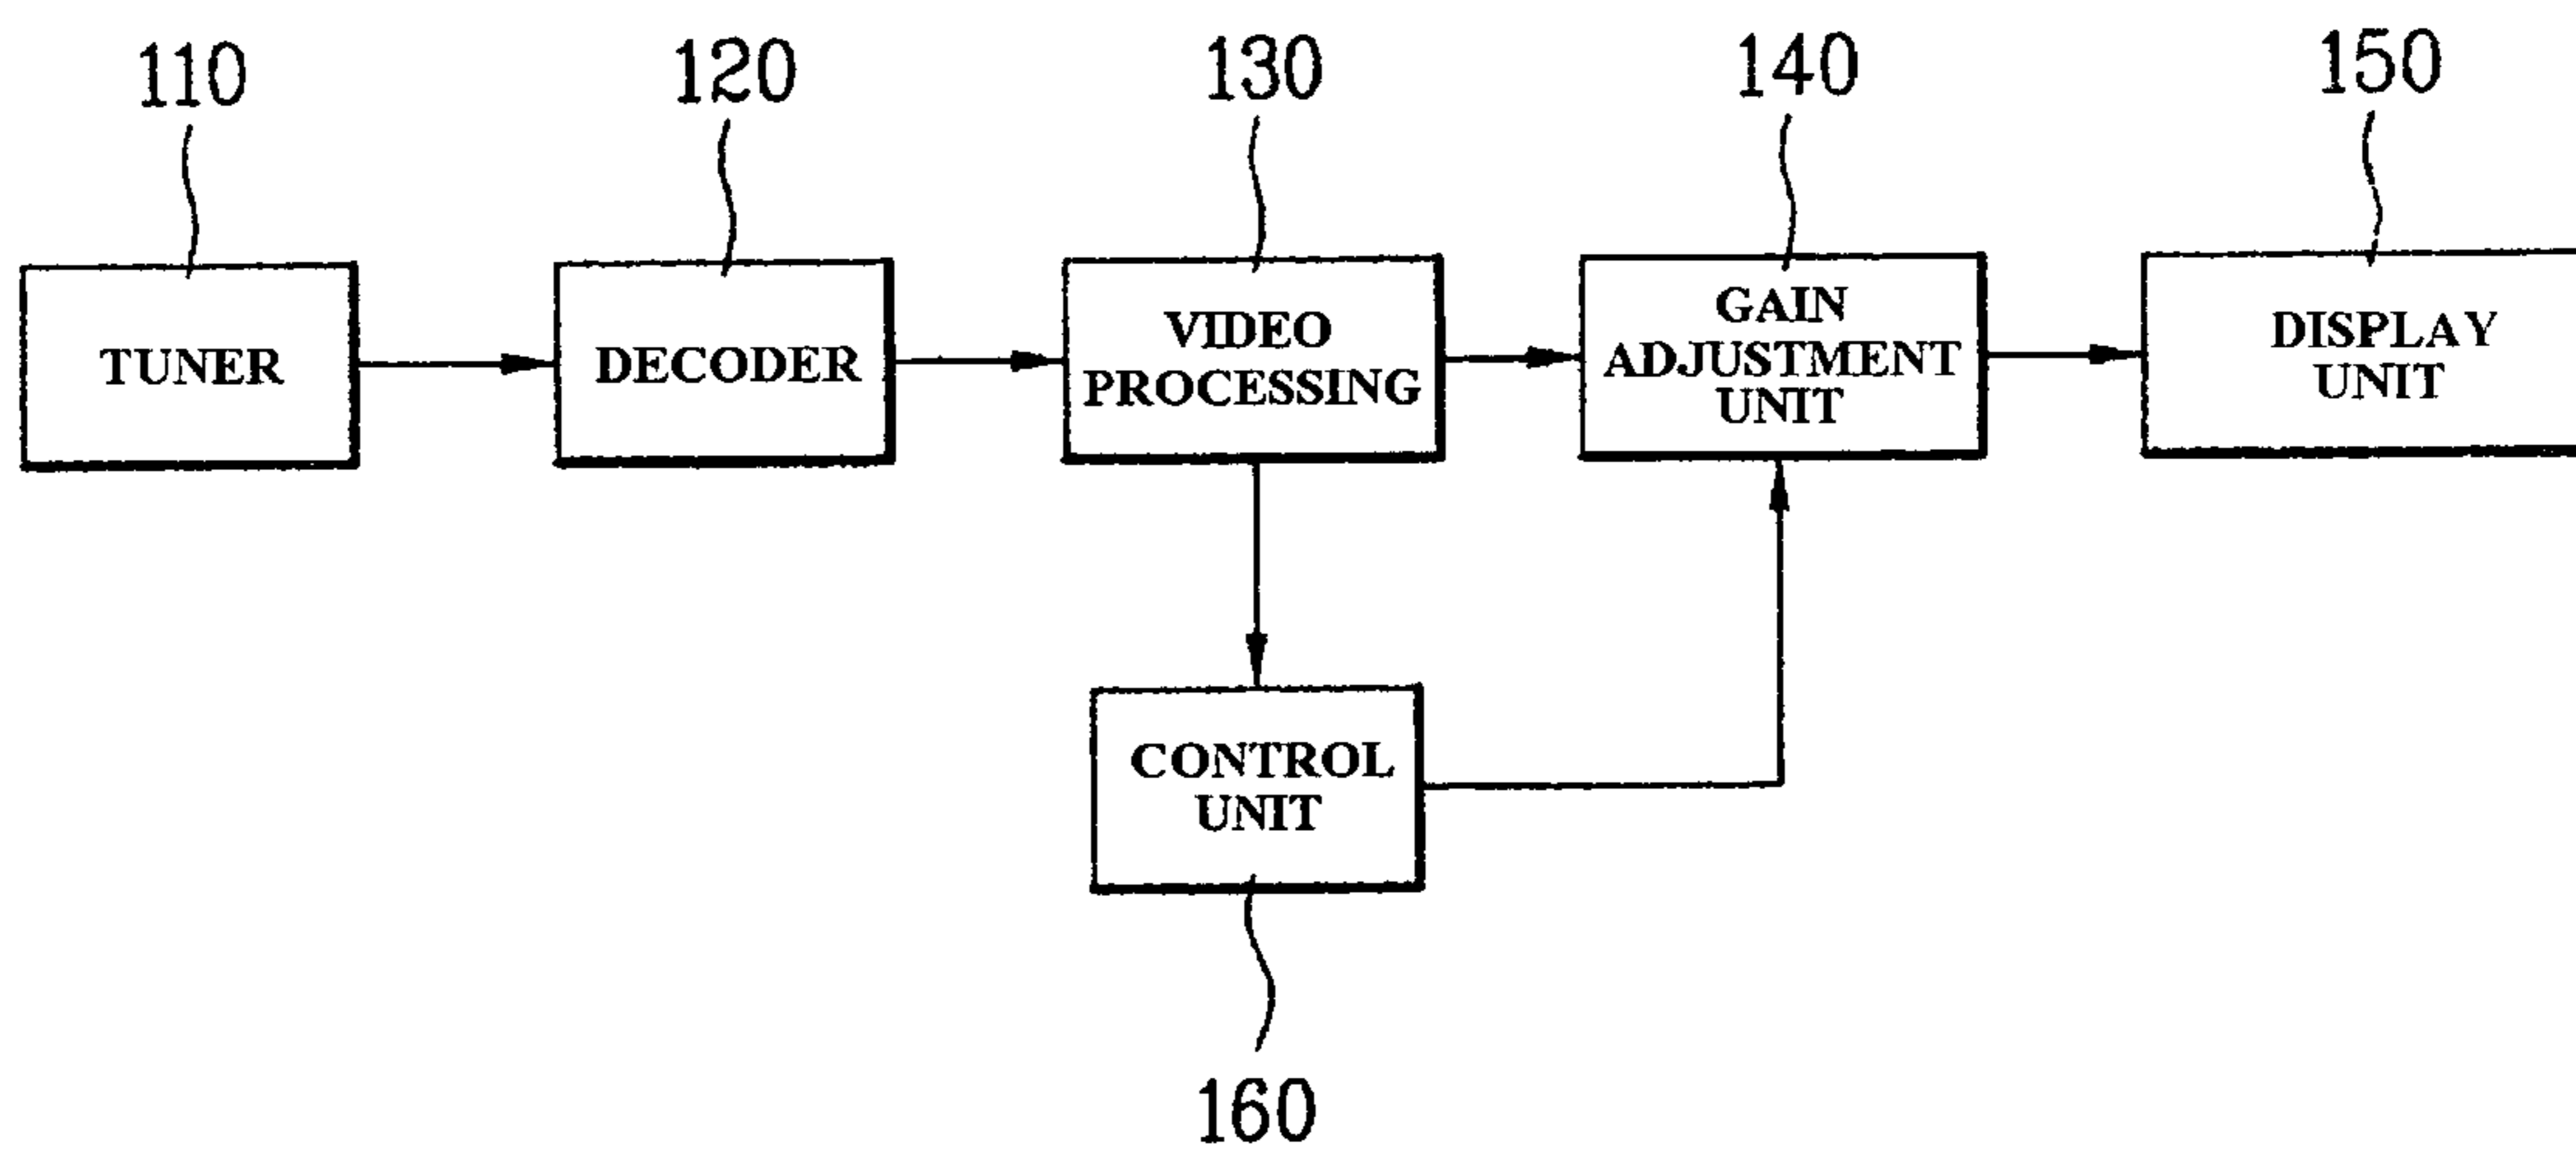 110
120
130
140
150
TUNER
DECODER
VIDEO
PROCESSING
GAIN
ADJUSTMENT
UNIT
DISPLAY
UNIT
CONTROL
UNIT
160